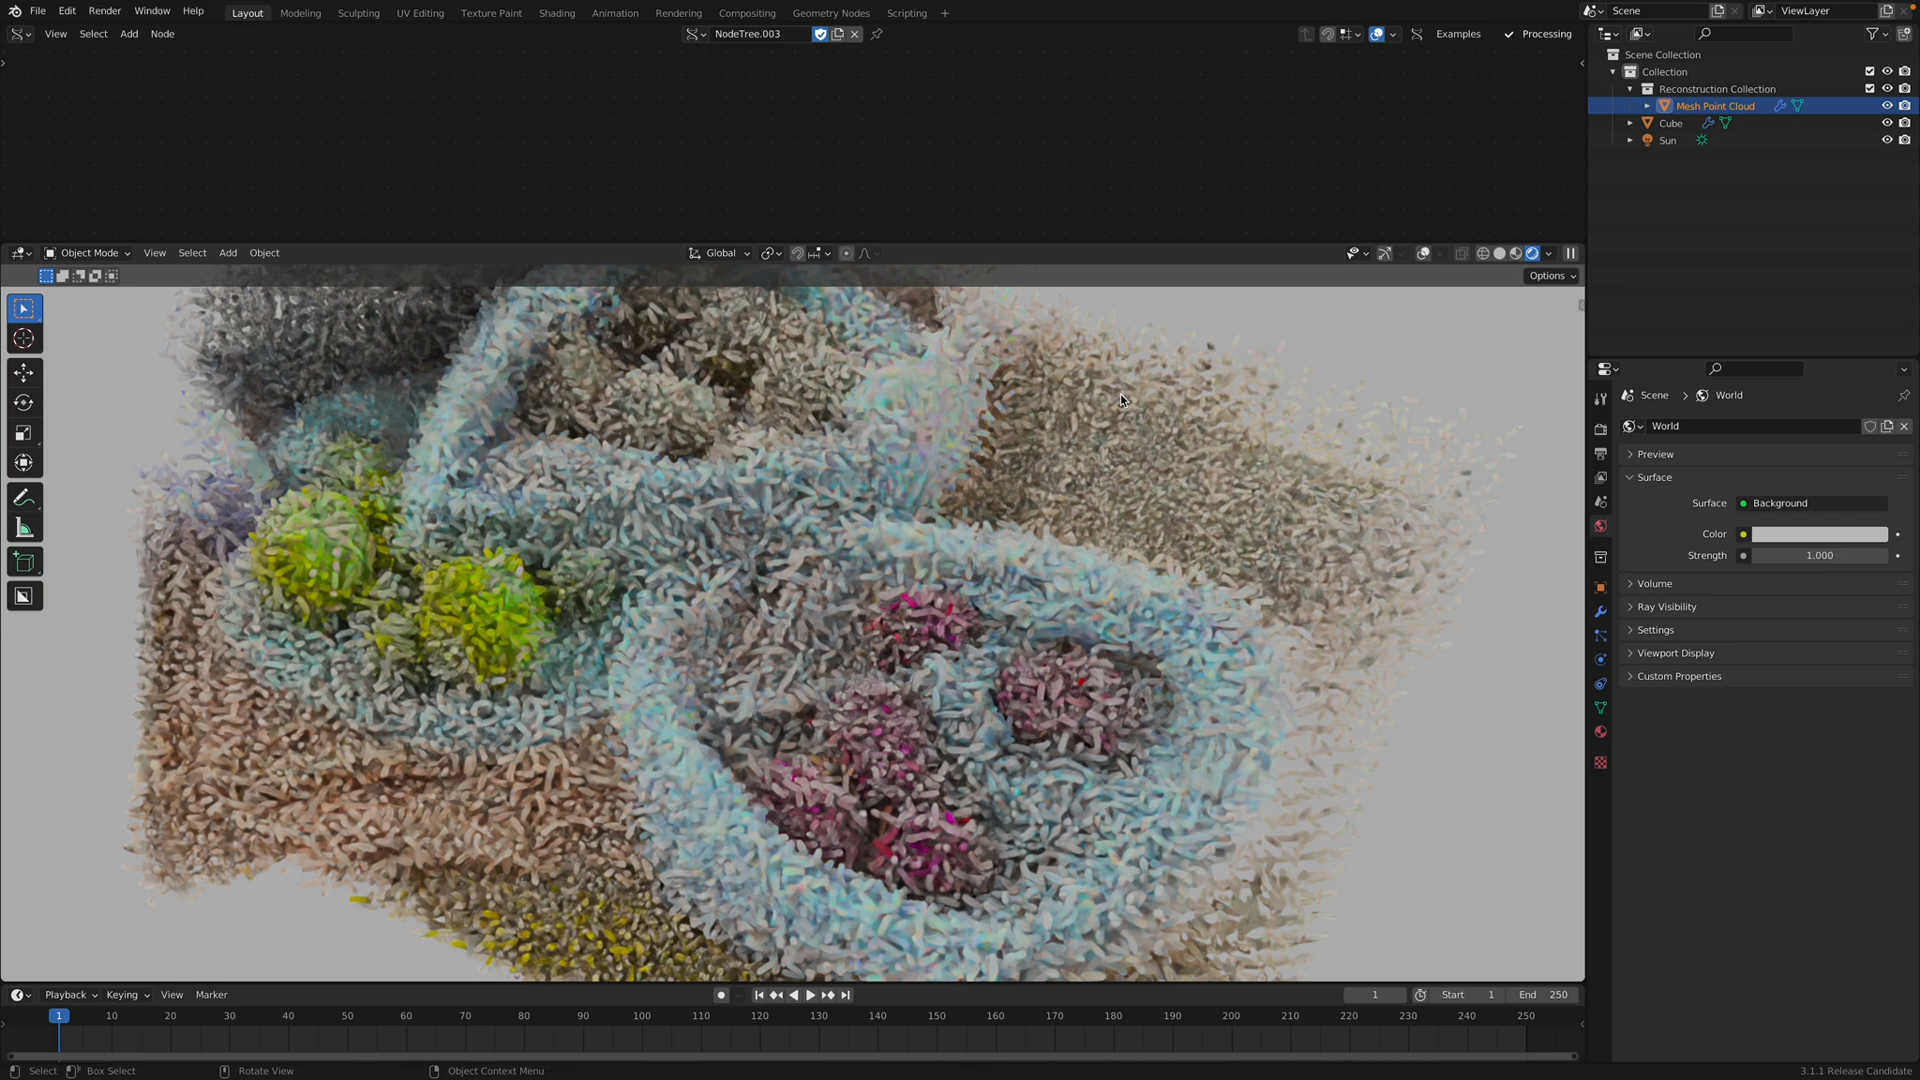 File Edit Render Window Help Layout Modeling Sculpting UV Editing Texture Paint Shading Animation Rendering Compositing Geometry Nodes Scripting + Scene ViewLayer
View Select Add Node NodeTree.003 Examples Processing
Scene Collection
Collection
Reconstruction Collection
Mesh Point Cloud
Cube
Sun
Object Mode View Select Add Object Global
Options
Scene > World
World
Preview
Surface
Surface Background
Color
Strength 1.000
Volume
Ray Visibility
Settings
Viewport Display
Custom Properties
Playback Keying View Marker 1 Start 1 End 250
1 10 20 30 40 50 60 70 80 90 100 110 120 130 140 150 160 170 180 190 200 210 220 230 240 250
Select Box Select Rotate View Object Context Menu 3.1.1 Release Candidate